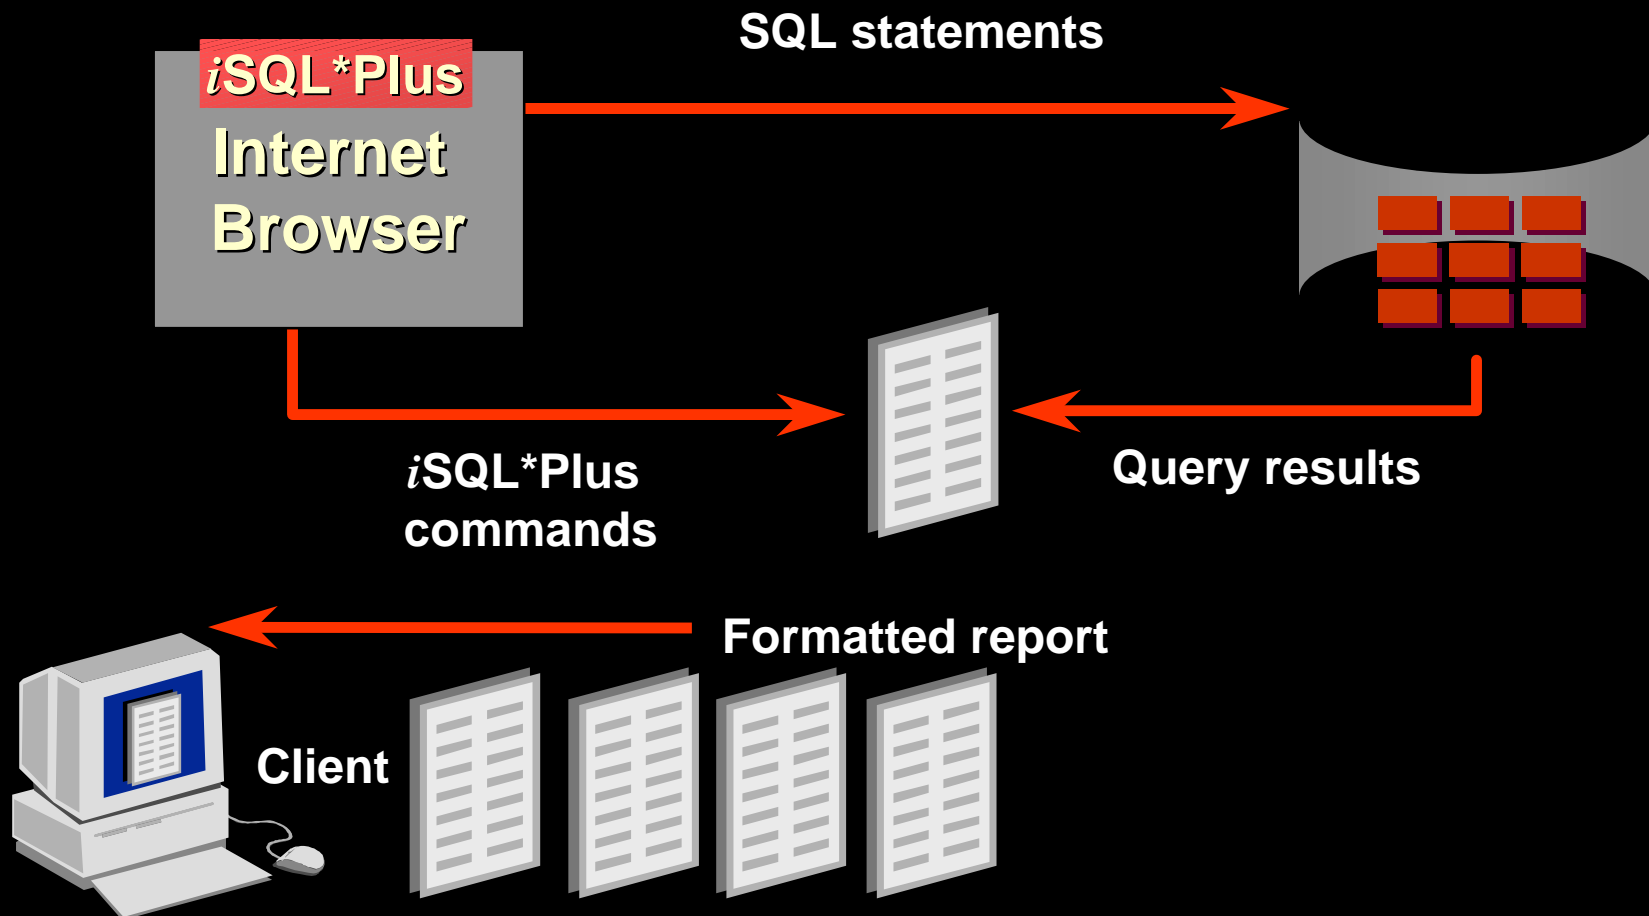 SQL statements
iSQL*Plus
Internet
Browser
iSQL*Plus
commands
Query results
Formatted report
Client